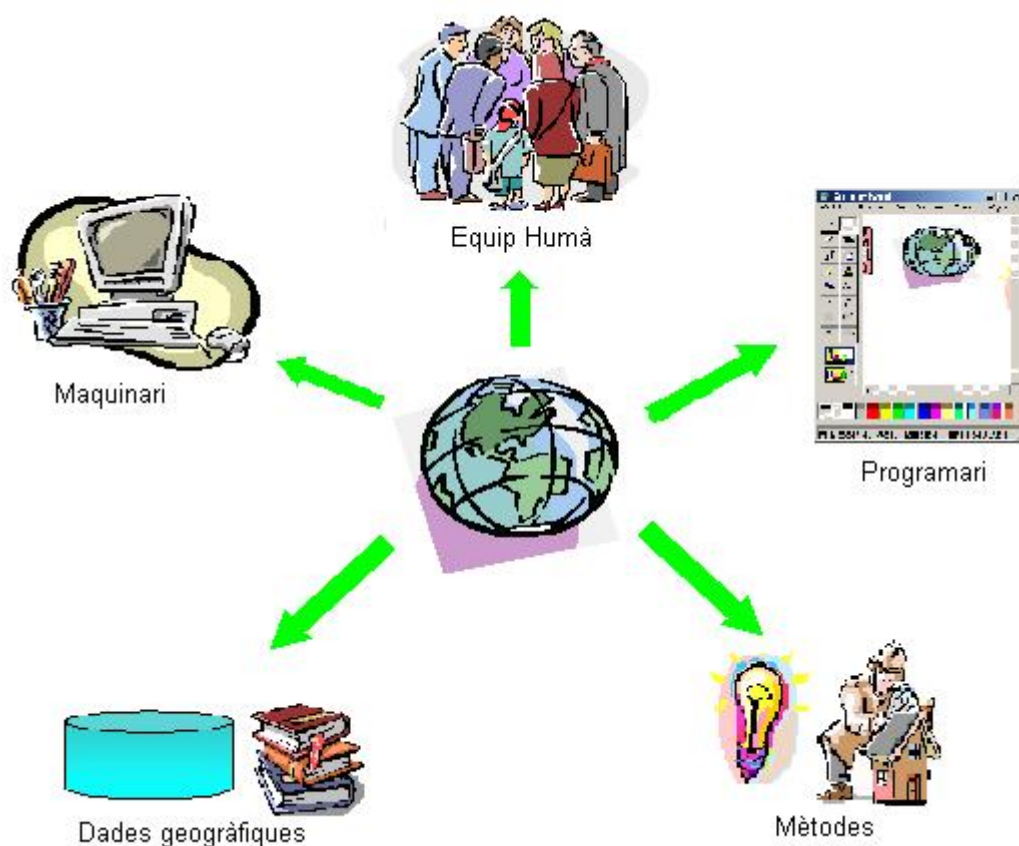 Equip Humà
Maquinari
Programari
Dades geogràfiques
Mètodes